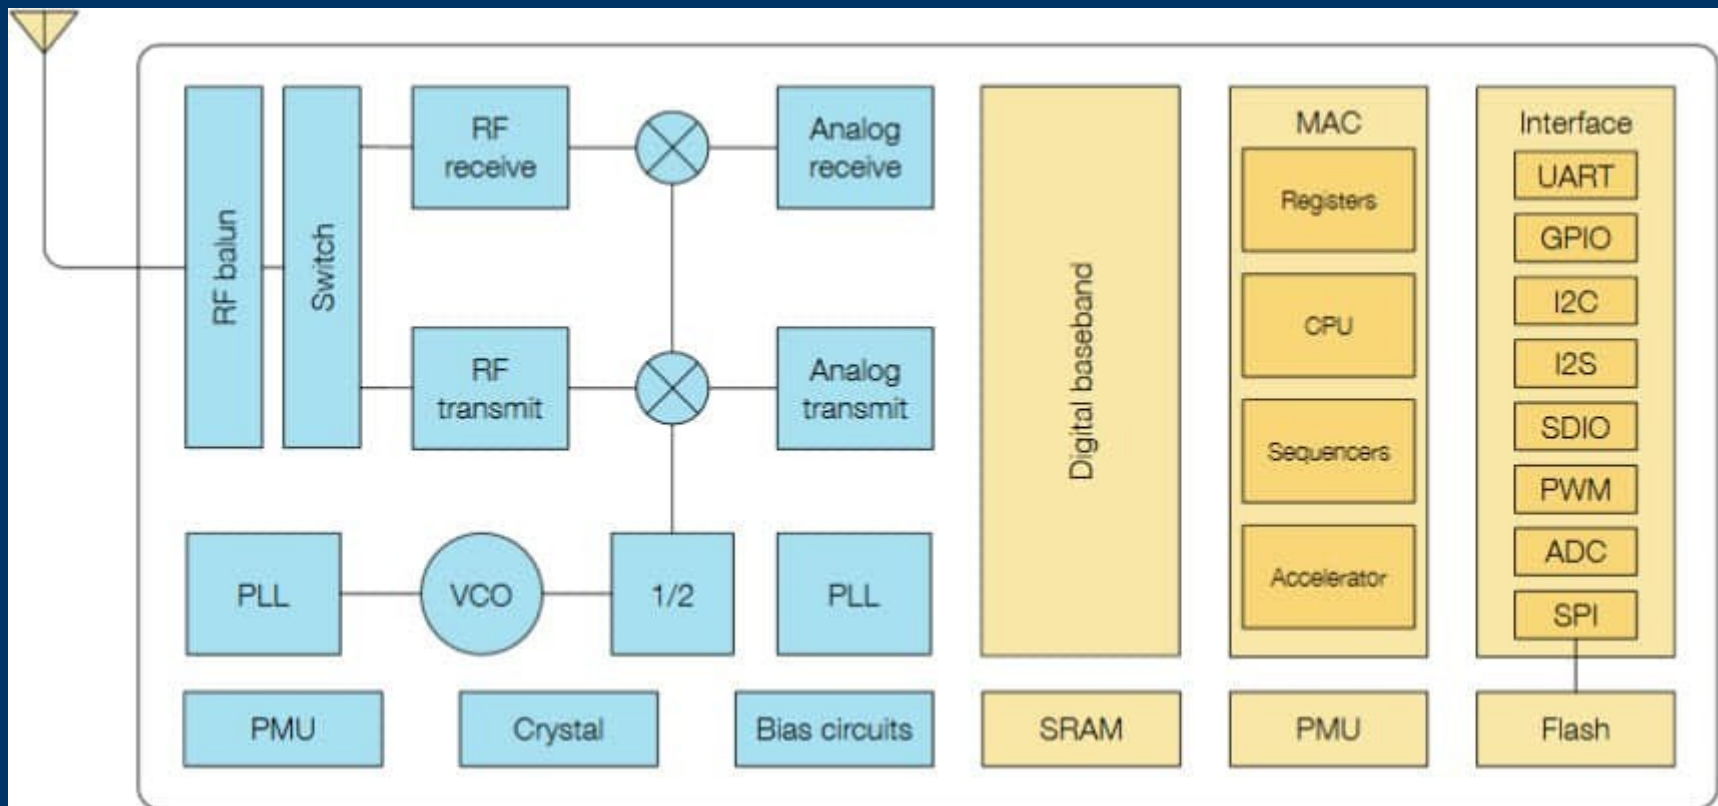 RF balun
Switch
RF
receive
Analog
receive
RF
transmit
Analog
transmit
PLL
VCO
1/2
PLL
PMU
Crystal
Bias circuits
Digital baseband
SRAM
MAC
Registers
CPU
Sequencers
Accelerator
PMU
Interface
UART
GPIO
I2C
I2S
SDIO
PWM
ADC
SPI
Flash